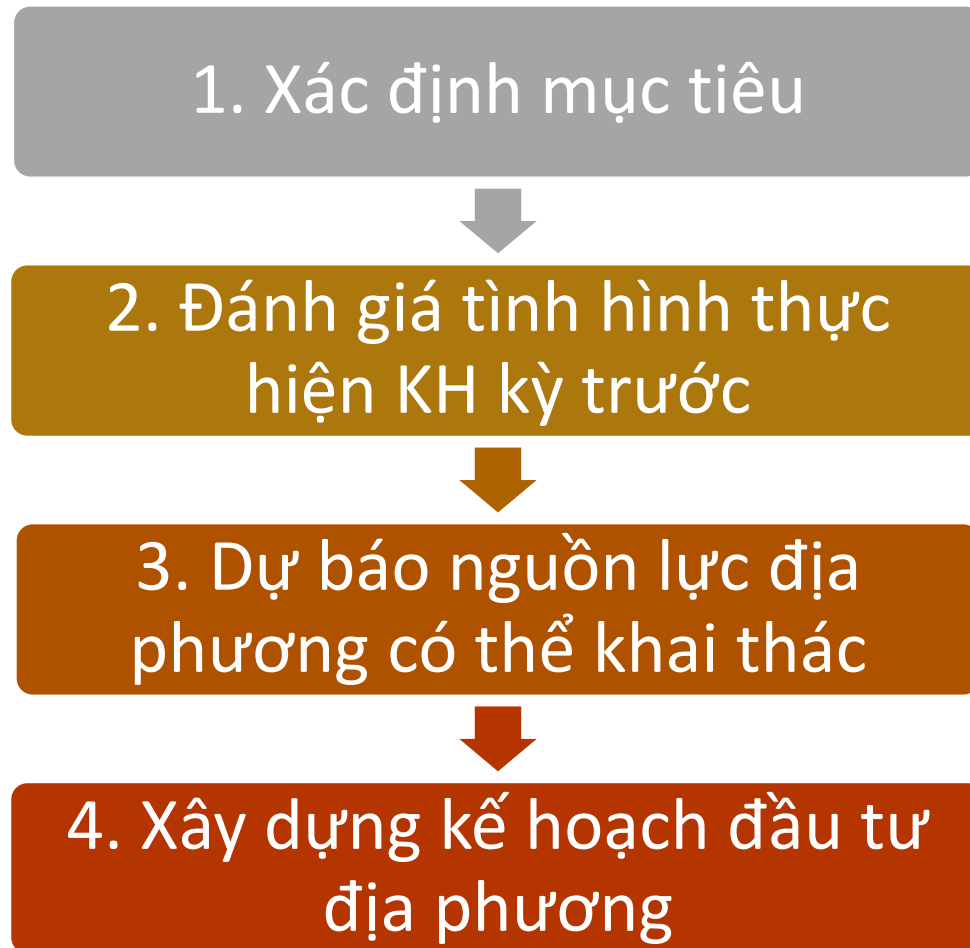 1. Xác định mục tiêu
2. Đánh giá tình hình thực
hiện KH kỳ trước
3. Dự báo nguồn lực địa
phương có thể khai thác
4. Xây dựng kế hoạch đầu tư
địa phương